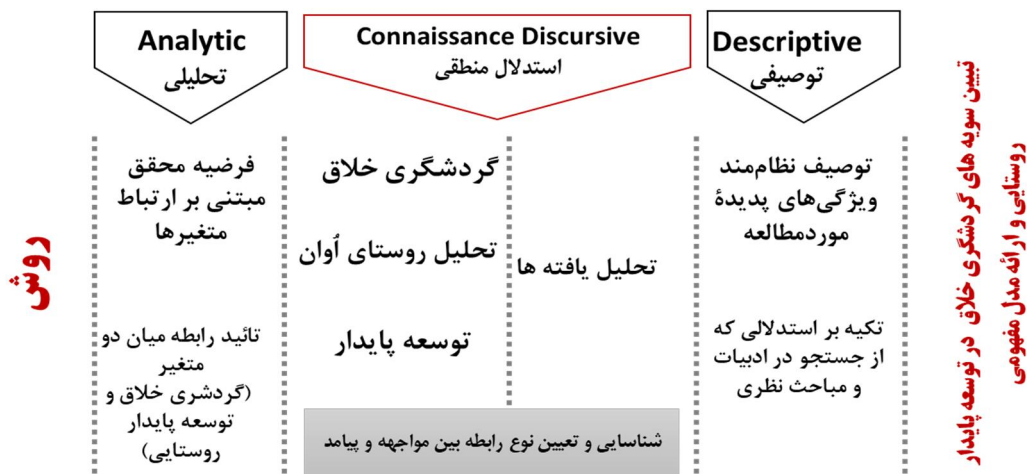 تبیین سویه های گردشگری خلاق در توسعه پایدار
روستایی و ارائه مدل مفهومی
Descriptive
توصیفی
توصیف نظام‌مند
ویژگی‌های پدیدۀ
موردمطالعه
تکیه بر استدلالی که
از جستجو در ادبیات
و مباحث نظری
Connaissance Discursive
استدلال منطقی
تحلیل یافته ها
گردشگری خلاق
تحلیل روستای اُوان
توسعه پایدار
شناسایی و تعیین نوع رابطه بین مواجهه و پیامد
Analytic
تحلیلی
فرضیه محقق
مبتنی بر ارتباط
متغیرها
تائید رابطه میان دو
متغیر
(گردشری خلاق و
توسعه پایدار
روستایی)
روش